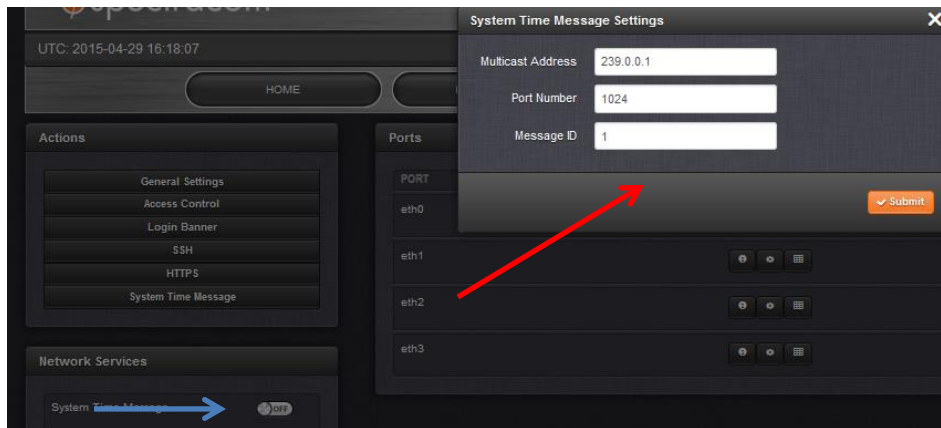 spectracom
System Time Message Settings
UTC: 2015-04-29 16:18:07
Multicast Address 239.0.0.1
HOME
Port Number 1024
Message ID 1
Actions
Ports
General Settings
PORT
Access Control
Submit
eth0
Login Banner
SSH
eth1
HTTPS
System Time Message
eth2
eth3
Network Services
System Time Message OFF